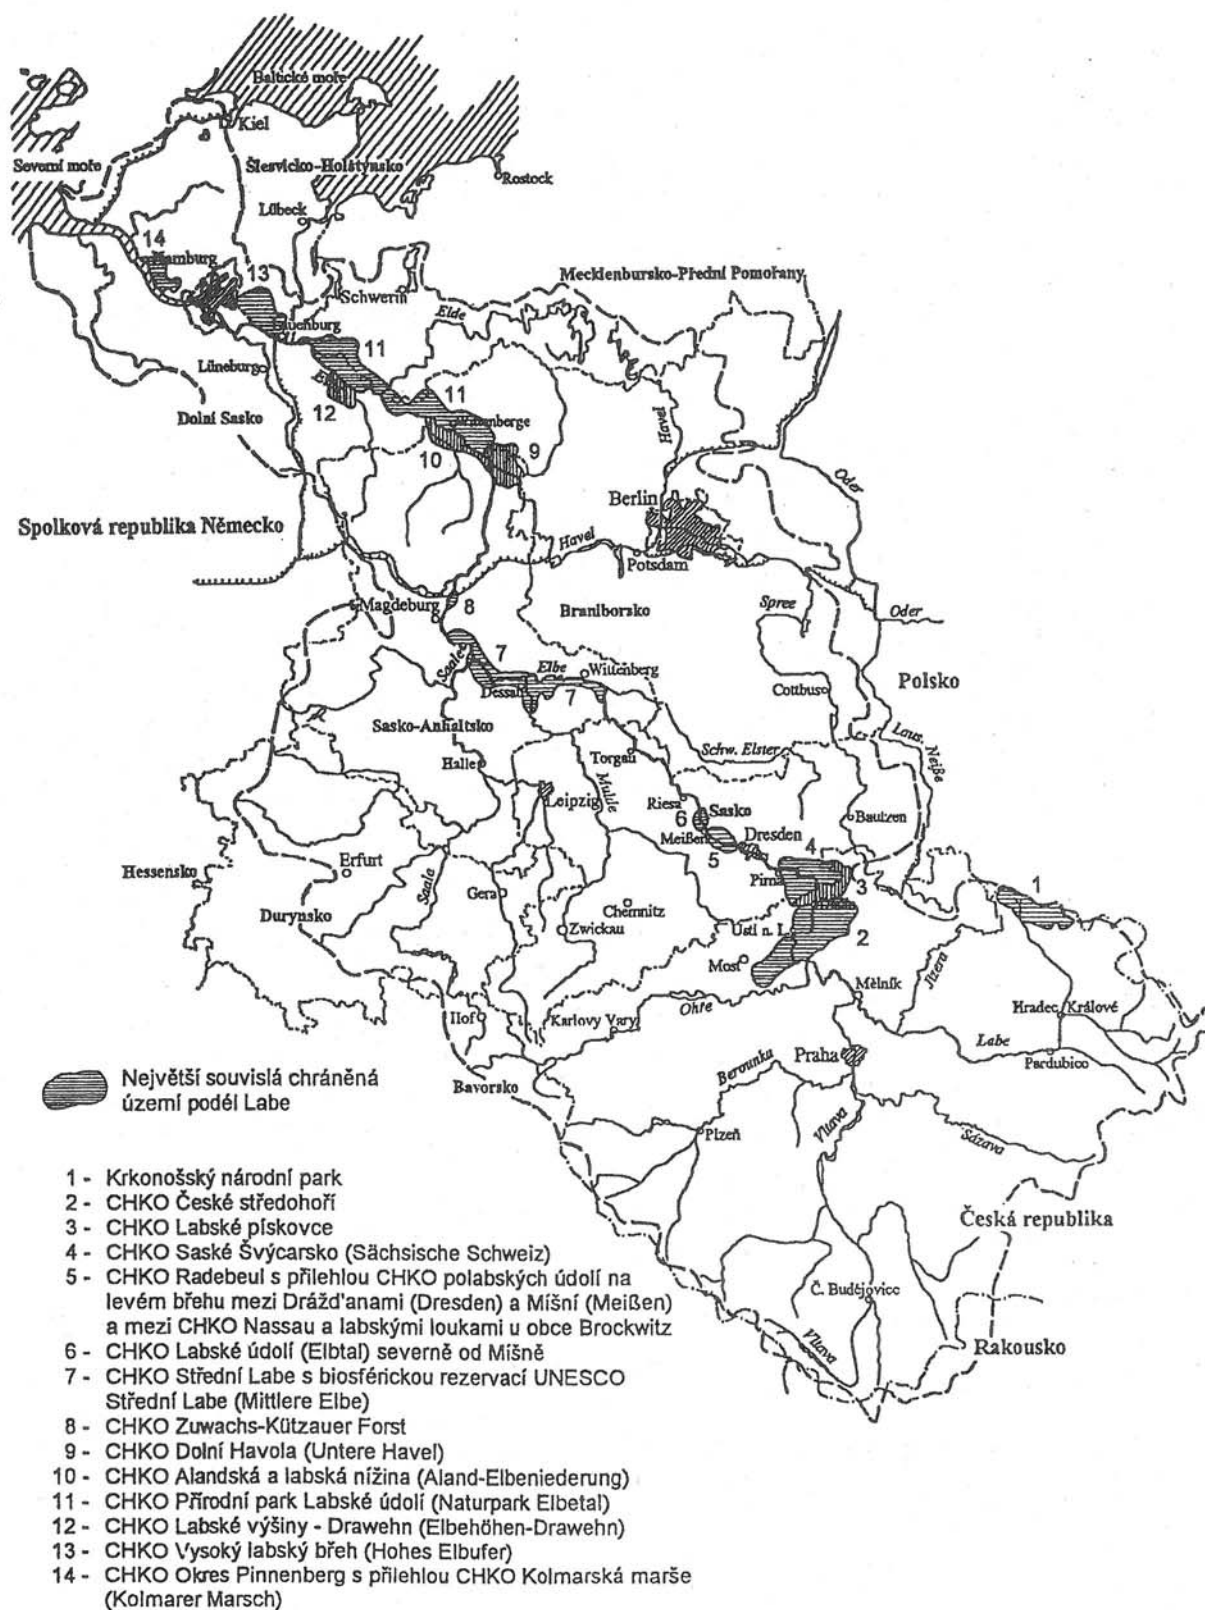 Baltické moře
Kiel
Severní moře
Šlesvicko-Holštýnsko
Rostock
Lübeck
14
Hamburg
13
Mecklenbursko-Přední Pomořany
Schwerin
Elde
Lauenburg
11
Lüneburg
12
11
Dolní Sasko
Wittenberge
Havel
10
9
Oder
Berlin
Spolková republika Německo
Havel
Potsdam
Magdeburg
8
Braniborsko
Spree
Oder
7
Saale
Elbe
Wittenberg
Dessau
7
Cottbus
Polsko
Sasko-Anhaltsko
Torgau
Schw. Elster
Laus. Neiße
Halle
Mulde
Leipzig
Riesa
Sasko
6
Bautzen
Meißen
Dresden
5
4
Hessensko
Erfurt
Pirna
3
1
Saale
Gera
Durynsko
Chemnitz
Zwickau
Ústí n. L.
2
Most
Jizera
Mělník
Hof
Karlovy Vary
Ohře
Hradec Králové
Labe
Praha
Pardubice
Berounka
Bavorsko
Vltava
Plzeň
Sázava
Česká republika
Č. Budějovice
Vltava
Rakousko
Největší souvislá chráněná
území podél Labe
1 - Krkonošský národní park
2 - CHKO České středohoří
3 - CHKO Labské pískovce
4 - CHKO Saské Švýcarsko (Sächsische Schweiz)
5 - CHKO Radebeul s přilehlou CHKO polabských údolí na
levém břehu mezi Drážd'anami (Dresden) a Míšní (Meißen)
a mezi CHKO Nassau a labskými loukami u obce Brockwitz
6 - CHKO Labské údolí (Elbtal) severně od Míšně
7 - CHKO Střední Labe s biosférickou rezervací UNESCO
Střední Labe (Mittlere Elbe)
8 - CHKO Zuwachs-Kützauer Forst
9 - CHKO Dolní Havola (Untere Havel)
10 - CHKO Alandská a labská nížina (Aland-Elbeniederung)
11 - CHKO Přírodní park Labské údolí (Naturpark Elbetal)
12 - CHKO Labské výšiny - Drawehn (Elbehöhen-Drawehn)
13 - CHKO Vysoký labský břeh (Hohes Elbufer)
14 - CHKO Okres Pinnenberg s přilehlou CHKO Kolmarská marše
(Kolmarer Marsch)